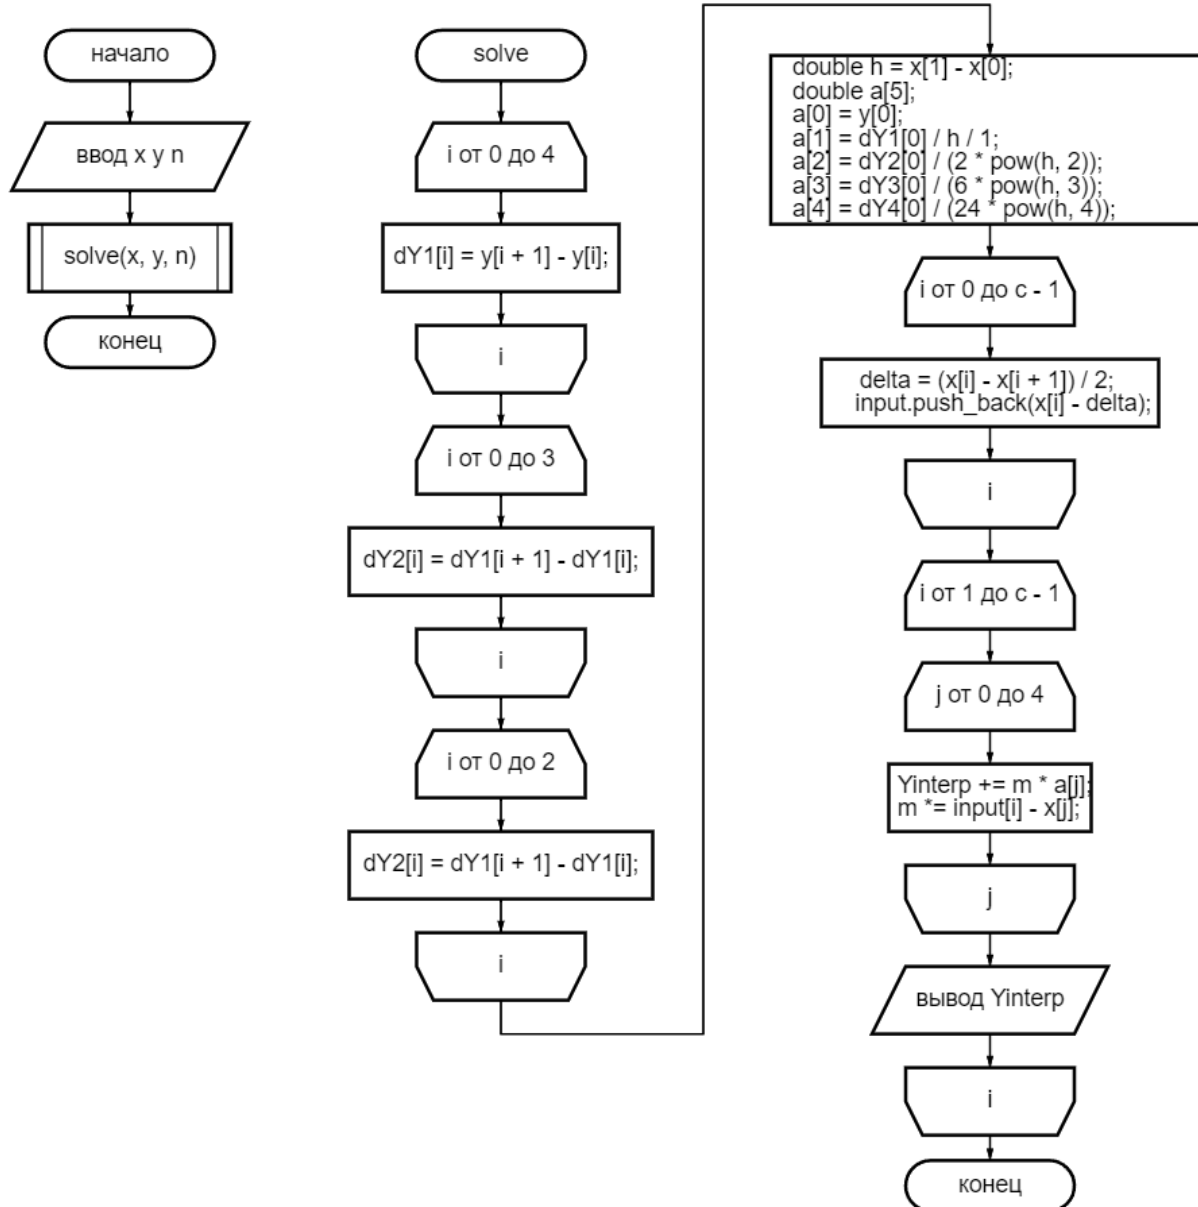 начало
ввод x y n
solve(x, y, n)
конец
solve
i от 0 до 4
dY1[i] = y[i + 1] - y[i];
i
i от 0 до 3
dY2[i] = dY1[i + 1] - dY1[i];
i
i от 0 до 2
dY2[i] = dY1[i + 1] - dY1[i];
i
double h = x[1] - x[0];
double a[5];
a[0] = y[0];
a[1] = dY1[0] / h / 1;
a[2] = dY2[0] / (2 * pow(h, 2));
a[3] = dY3[0] / (6 * pow(h, 3));
a[4] = dY4[0] / (24 * pow(h, 4));
i от 0 до c - 1
delta = (x[i] - x[i + 1]) / 2;
input.push_back(x[i] - delta);
i
i от 1 до c - 1
j от 0 до 4
Yinterp += m * a[j];
m *= input[i] - x[j];
j
вывод Yinterp
i
конец